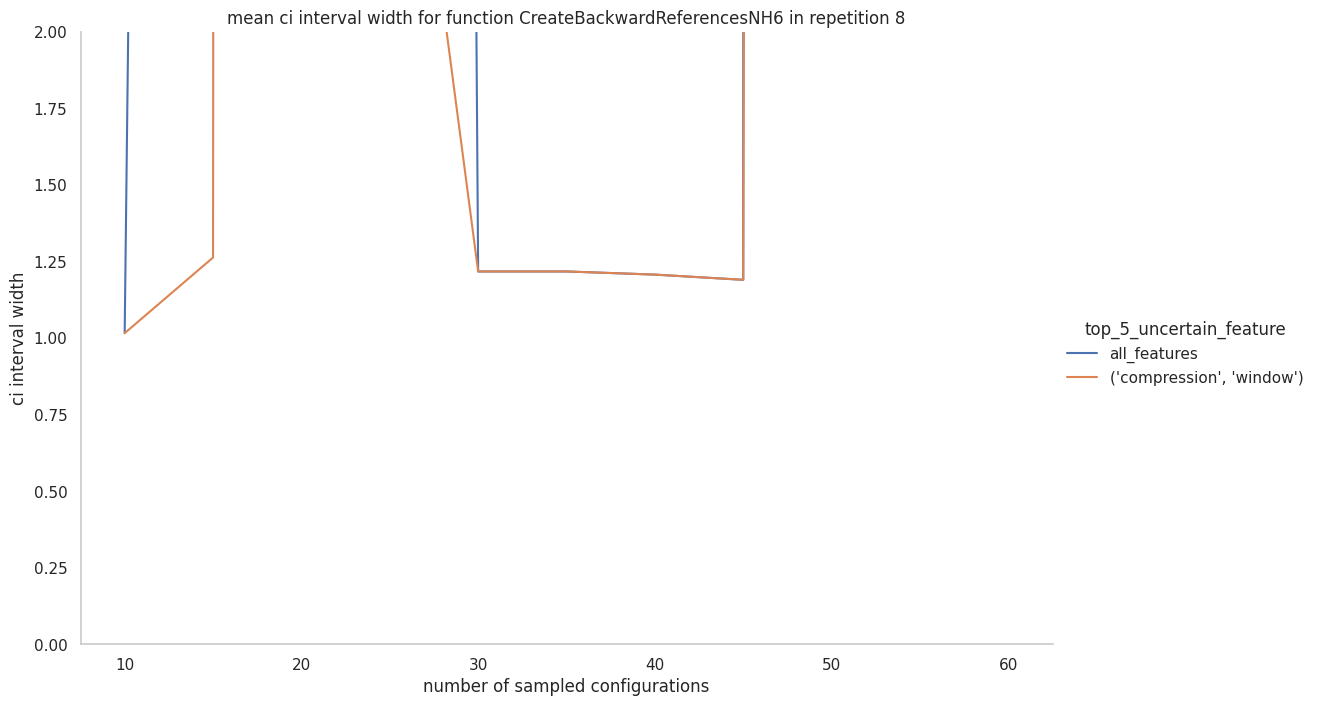 mean ci interval width for function CreateBackwardReferencesNH6 in repetition 8
2.00
1.75
1.50
1.25
1.00
0.75
0.50
0.25
0.00
ci interval width
10 20 30 40 50 60
number of sampled configurations
top_5_uncertain_feature
all_features
('compression', 'window')